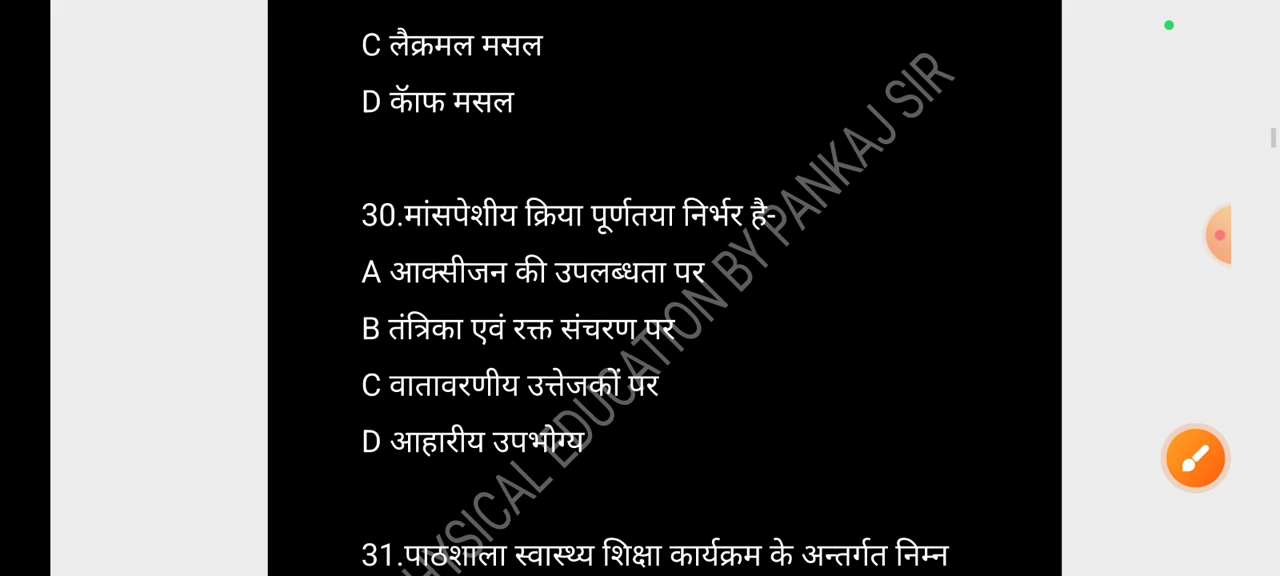 C लैक्रमल मसल
D कॅाफ मसल
30.मांसपेशीय क्रिया पूर्णतया निर्भर है-
A आक्सीजन की उपलब्धता पर
B तंत्रिका एवं रक्त संचरण पर
C वातावरणीय उत्तेजकों पर
D आहारीय उपभोग्य
31.पाठशाला स्वास्थ्य शिक्षा कार्यक्रम के अन्तर्गत निम्न
HYSICAL EDUCATION BY PANKAJ SIR